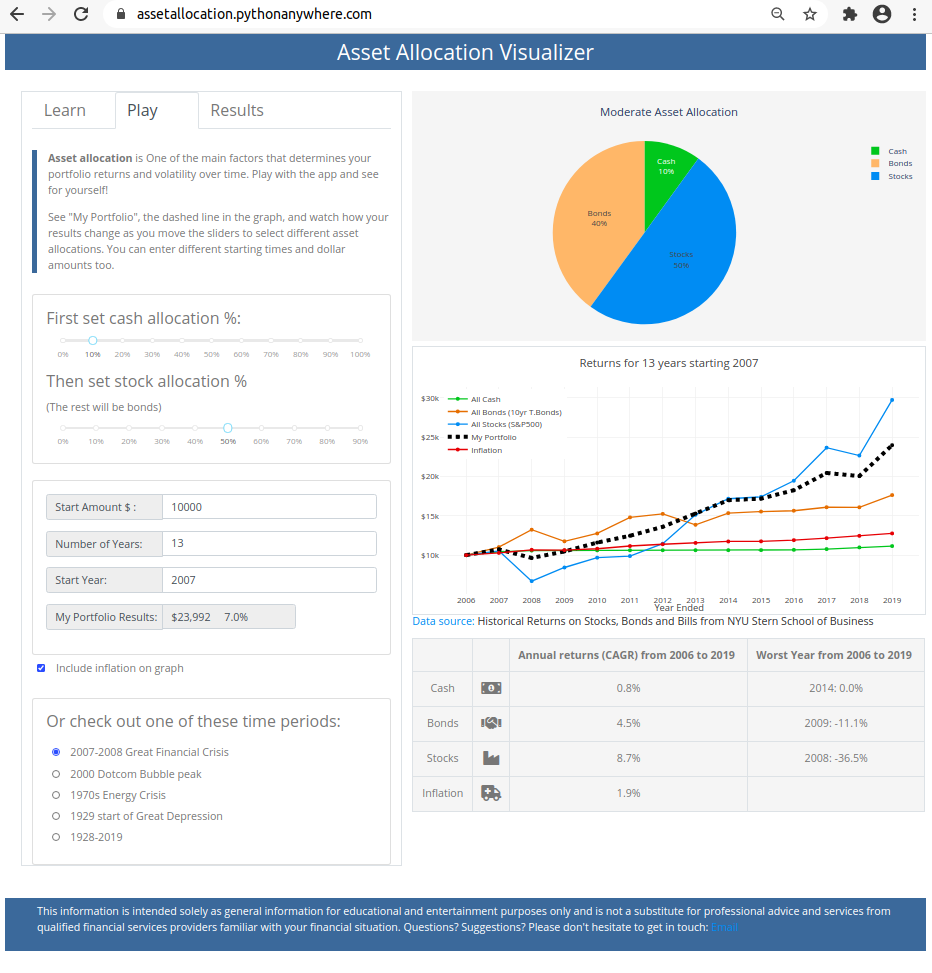 assetallocation.pythonanywhere.com
Asset Allocation Visualizer
Learn
Play
Results
Asset allocation is One of the main factors that determines your
portfolio returns and volatility over time. Play with the app and see
for yourself!
See "My Portfolio", the dashed line in the graph, and watch how your
results change as you move the sliders to select different asset
allocations. You can enter different starting times and dollar
amounts too.
First set cash allocation %:
0% 10% 20% 30% 40% 50% 60% 70% 80% 90% 100%
Then set stock allocation %
(The rest will be bonds)
0% 10% 20% 30% 40% 50% 60% 70% 80% 90%
Start Amount $ : 10000
Number of Years: 13
Start Year: 2007
My Portfolio Results: $23,992 7.0%
Include inflation on graph
Or check out one of these time periods:
2007-2008 Great Financial Crisis
2000 Dotcom Bubble peak
1970s Energy Crisis
1929 start of Great Depression
1928-2019
Moderate Asset Allocation
Cash
10%
Bonds
40%
Stocks
50%
Cash
Bonds
Stocks
Returns for 13 years starting 2007
$30k
$25k
$20k
$15k
$10k
All Cash
All Bonds (10yr T.Bonds)
All Stocks (S&P500)
My Portfolio
Inflation
2006 2007 2008 2009 2010 2011 2012 2013 2014 2015 2016 2017 2018 2019
Year Ended
Data source: Historical Returns on Stocks, Bonds and Bills from NYU Stern School of Business
Annual returns (CAGR) from 2006 to 2019 Worst Year from 2006 to 2019
Cash 0.8% 2014: 0.0%
Bonds 4.5% 2009: -11.1%
Stocks 8.7% 2008: -36.5%
Inflation 1.9%
This information is intended solely as general information for educational and entertainment purposes only and is not a substitute for professional advice and services from
qualified financial services providers familiar with your financial situation. Questions? Suggestions? Please don't hesitate to get in touch: Email